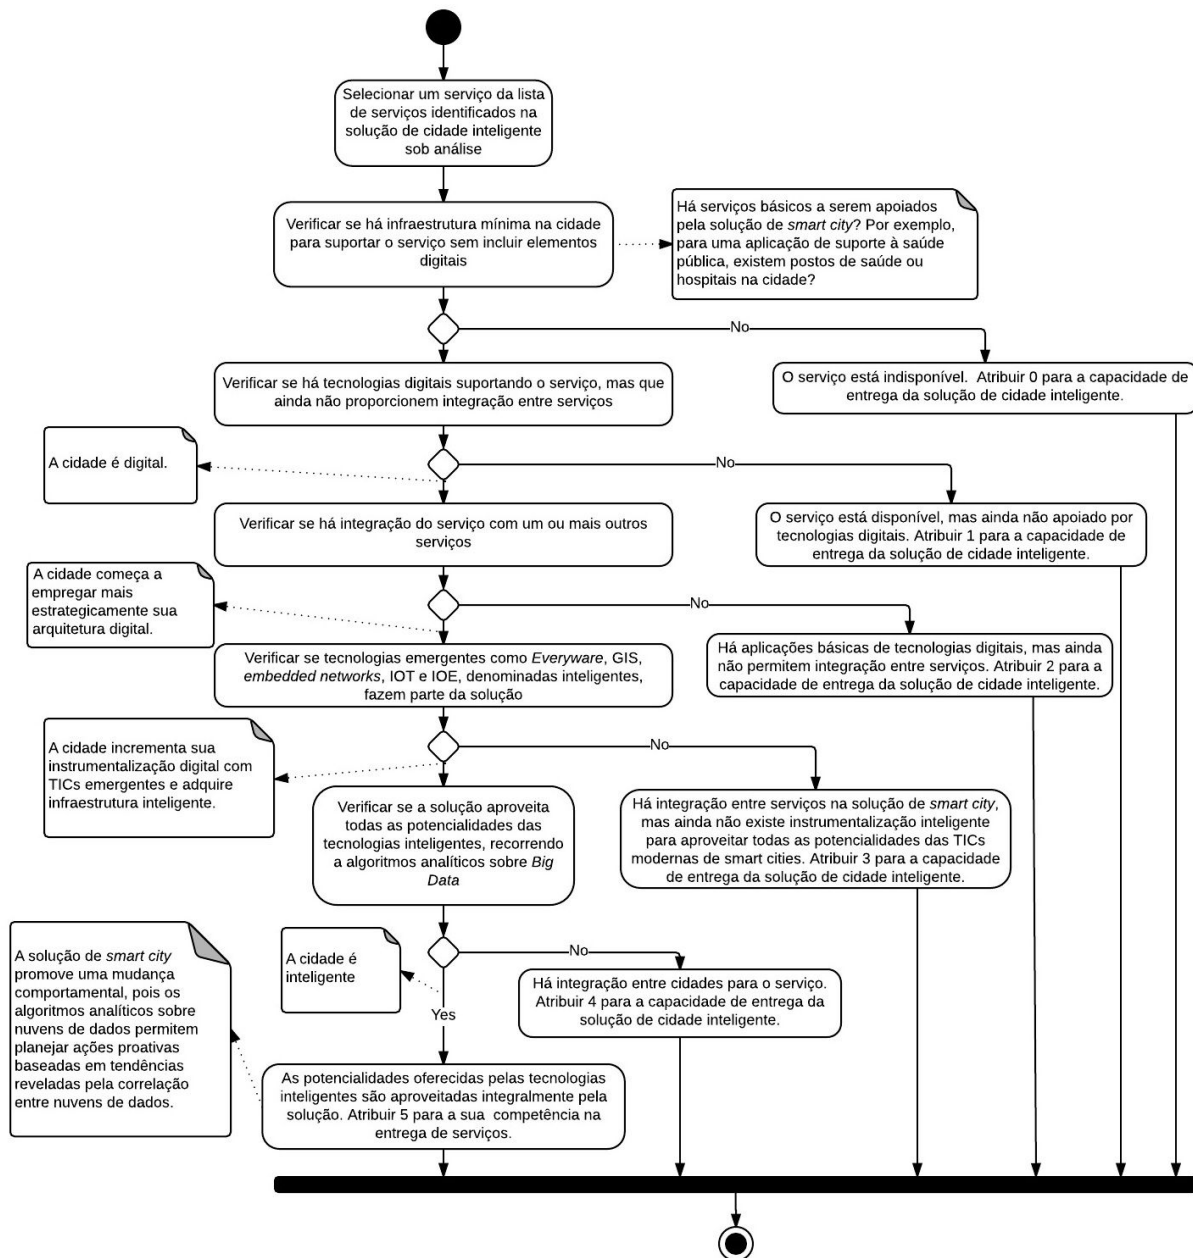 Selecionar um serviço da lista
de serviços identificados na
solução de cidade inteligente
sob análise
Verificar se há infraestrutura mínima na cidade
para suportar o serviço sem incluir elementos
digitais
Há serviços básicos a serem apoiados
pela solução de smart city? Por exemplo,
para uma aplicação de suporte à saúde
pública, existem postos de saúde ou
hospitais na cidade?
No
Verificar se há tecnologias digitais suportando o serviço, mas que
ainda não proporcionem integração entre serviços
O serviço está indisponível. Atribuir 0 para a capacidade de
entrega da solução de cidade inteligente.
A cidade é digital.
No
Verificar se há integração do serviço com um ou mais outros
serviços
O serviço está disponível, mas ainda não apoiado por
tecnologias digitais. Atribuir 1 para a capacidade de
entrega da solução de cidade inteligente.
A cidade começa a
empregar mais
estrategicamente sua
arquitetura digital.
No
Verificar se tecnologias emergentes como Everyware, GIS,
embedded networks, IOT e IOE, denominadas inteligentes,
fazem parte da solução
Há aplicações básicas de tecnologias digitais, mas ainda
não permitem integração entre serviços. Atribuir 2 para a
capacidade de entrega da solução de cidade inteligente.
A cidade incrementa sua
instrumentalização digital com
TICs emergentes e adquire
infraestrutura inteligente.
No
Verificar se a solução aproveita
todas as potencialidades das
tecnologias inteligentes, recorrendo
a algoritmos analíticos sobre Big
Data
Há integração entre serviços na solução de smart city,
mas ainda não existe instrumentalização inteligente
para aproveitar todas as potencialidades das TICs
modernas de smart cities. Atribuir 3 para a capacidade
de entrega da solução de cidade inteligente.
A solução de smart city
promove uma mudança
comportamental, pois os
algoritmos analíticos sobre
nuvens de dados permitem
planejar ações proativas
baseadas em tendências
reveladas pela correlação
entre nuvens de dados.
A cidade é
inteligente
No
Há integração entre cidades para o serviço.
Atribuir 4 para a capacidade de entrega da
solução de cidade inteligente.
Yes
As potencialidades oferecidas pelas tecnologias
inteligentes são aproveitadas integralmente pela
solução. Atribuir 5 para a sua competência na
entrega de serviços.